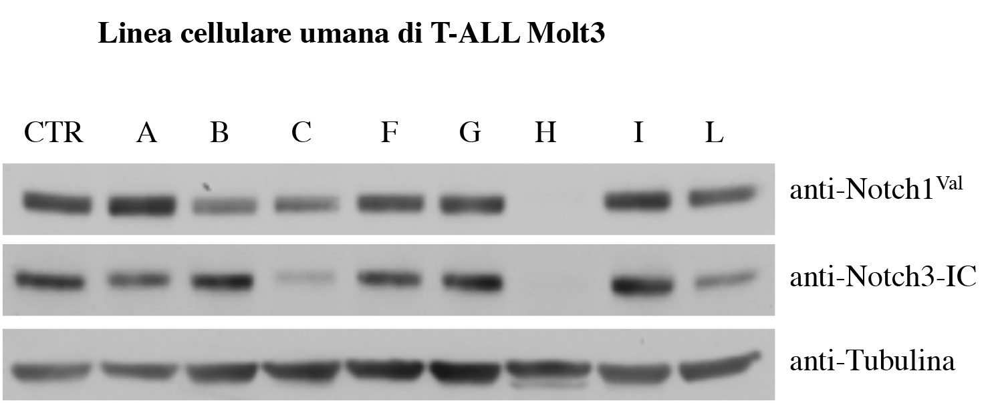 Linea cellulare umana di T-ALL Molt3
CTR A B C F G H I L
anti-Notch1Val
anti-Notch3-IC
anti-Tubulina